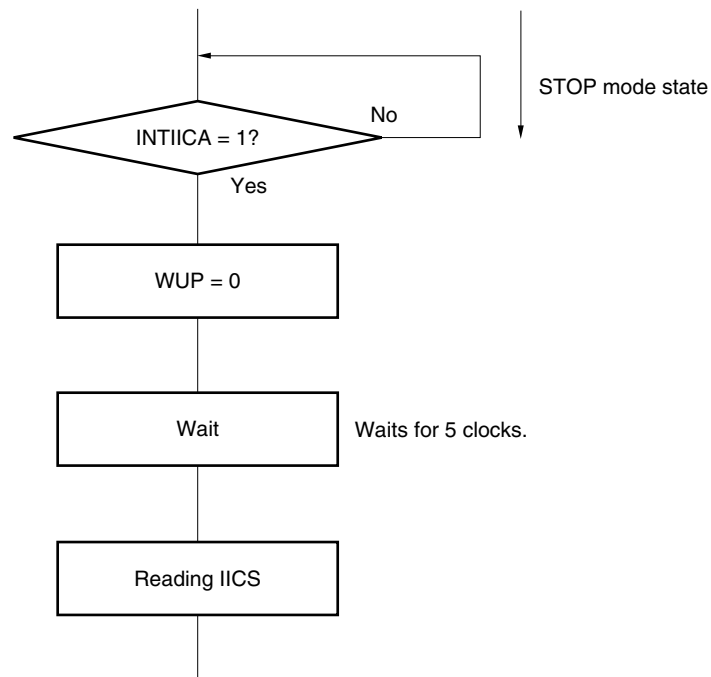 STOP mode state
No
INTIICA = 1?
Yes
WUP = 0
Wait
Waits for 5 clocks.
Reading IICS